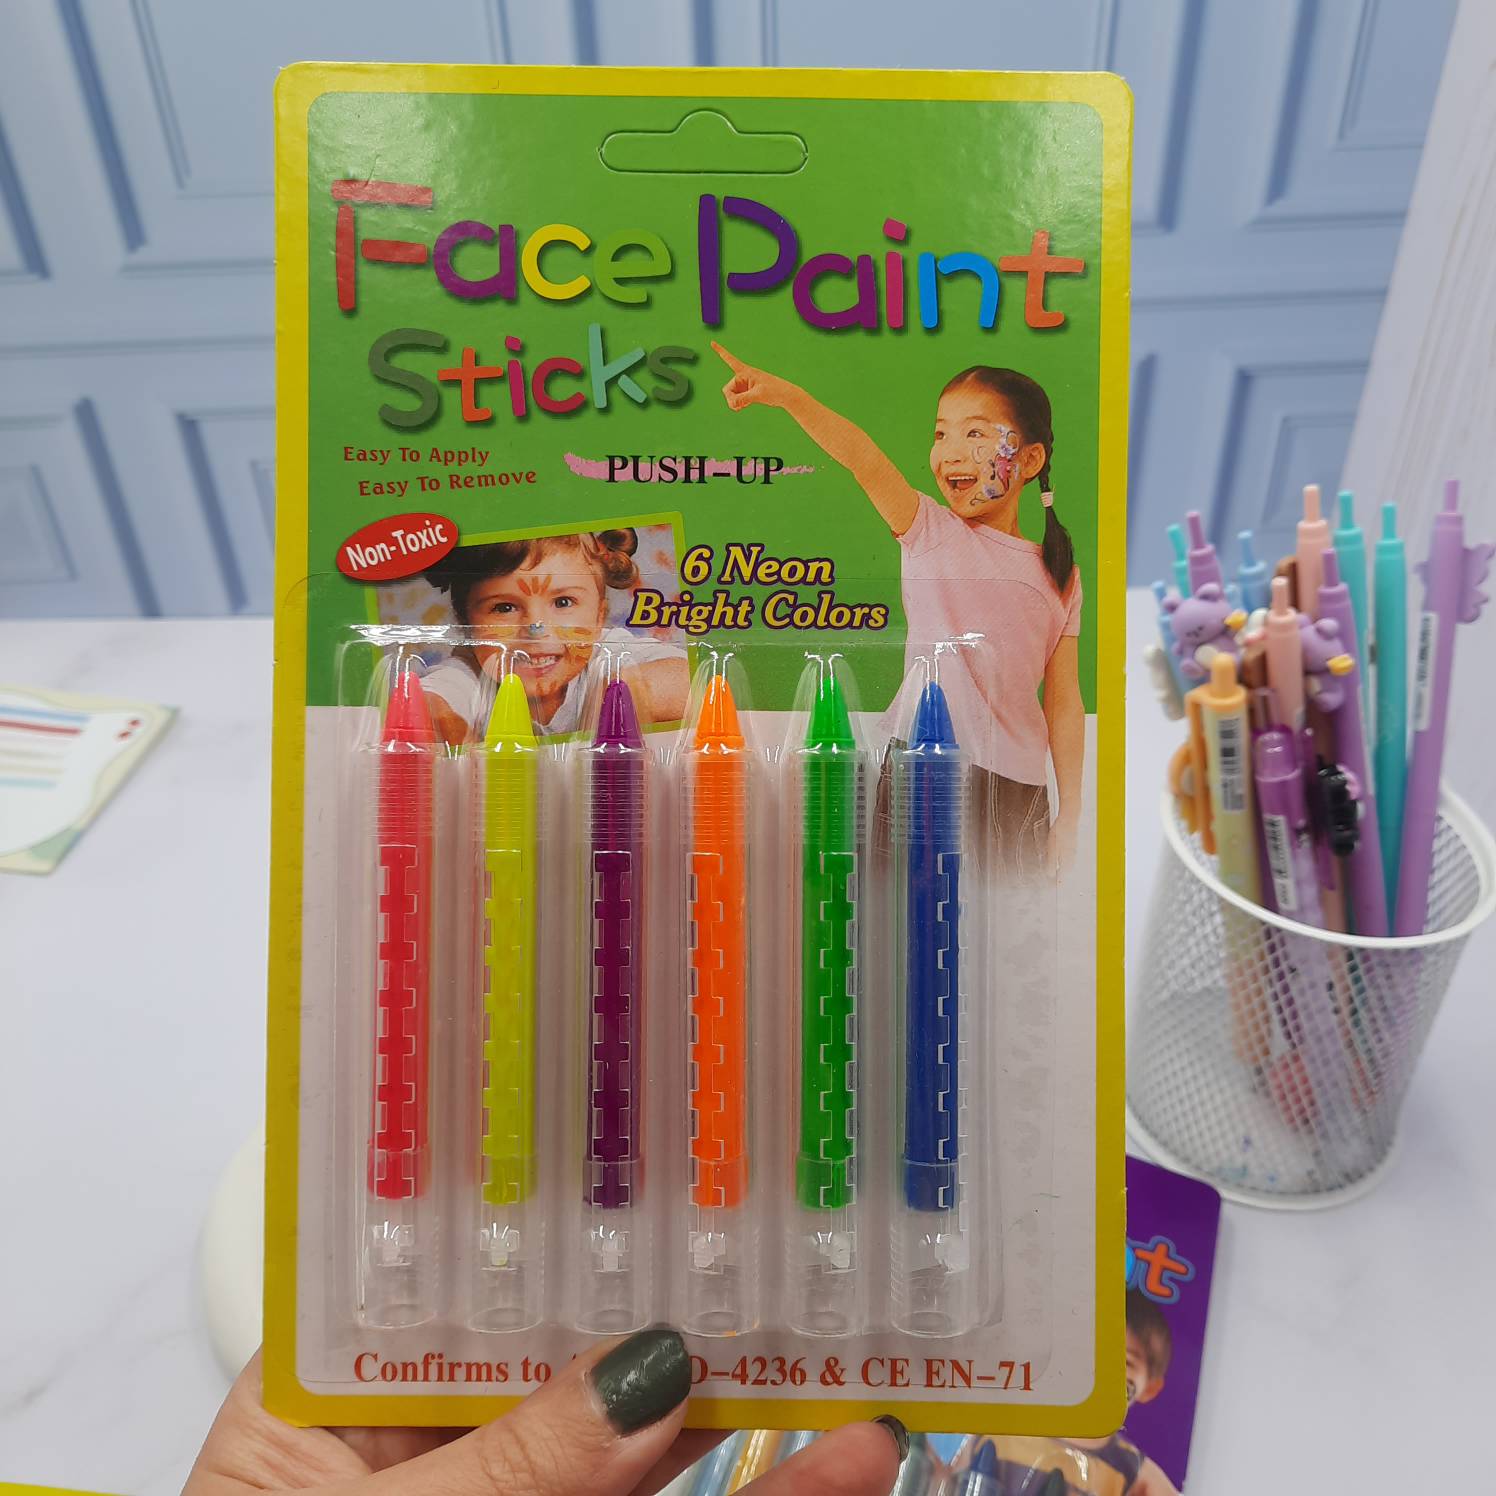 Face Paint
Sticks
Easy To Apply
Easy To Remove
PUSH-UP
Non-Toxic
6 Neon
Bright Colors
Confirms to
D-4236 & CE EN-71